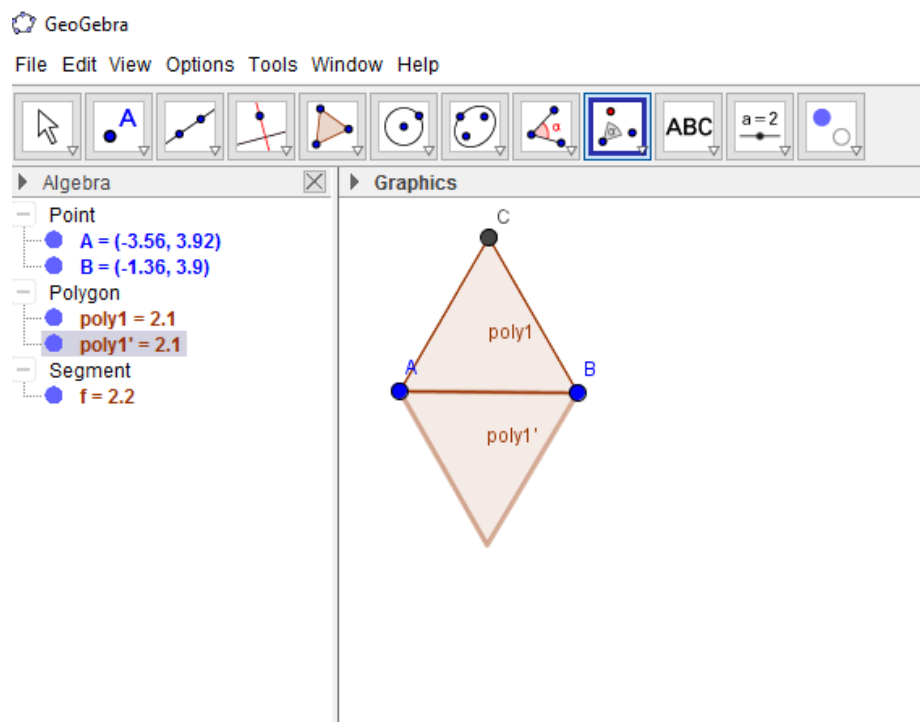 GeoGebra
File Edit View Options Tools Window Help
A α α ABC a = 2
Algebra
Graphics
Point
A = (-3.56, 3.92)
B = (-1.36, 3.9)
Polygon
poly1 = 2.1
poly1' = 2.1
Segment
f = 2.2
C
poly1
A
B
poly1'